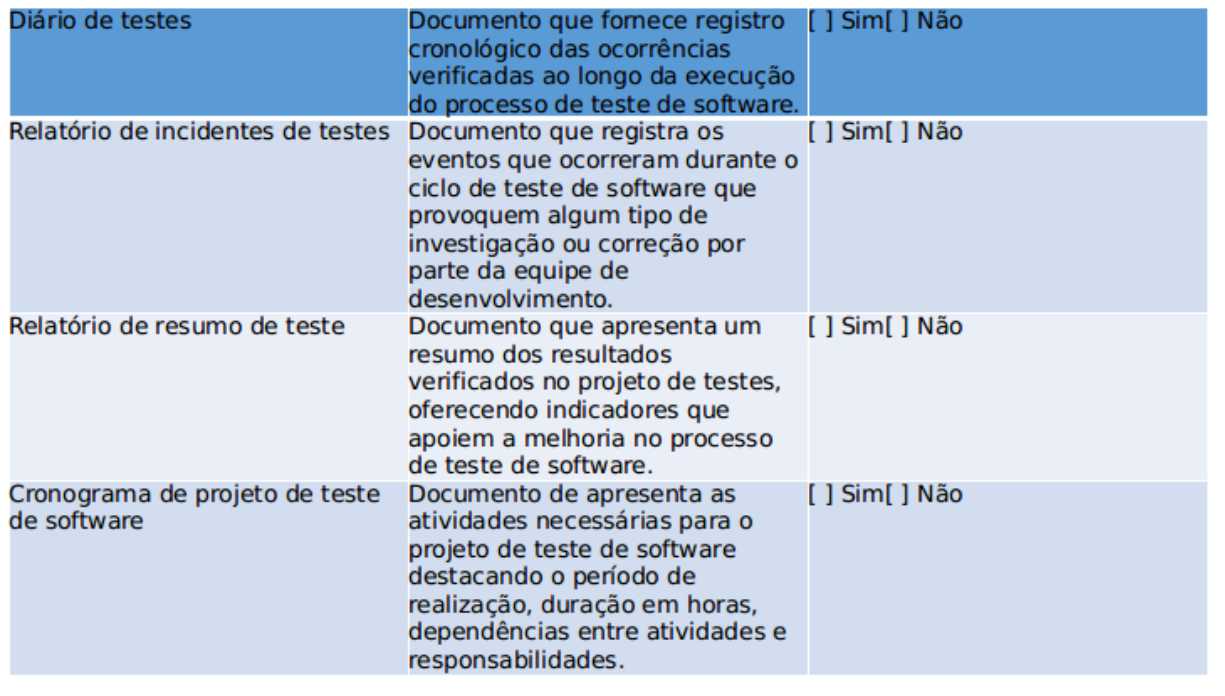 Diário de testes
Documento que fornece registro
cronológico das ocorrências
verificadas ao longo da execução
do processo de teste de software.
[ ] Sim[ ] Não
Relatório de incidentes de testes
Documento que registra os
eventos que ocorreram durante o
ciclo de teste de software que
provoquem algum tipo de
investigação ou correção por
parte da equipe de
desenvolvimento.
[ ] Sim[ ] Não
Relatório de resumo de teste
Documento que apresenta um
resumo dos resultados
verificados no projeto de testes,
oferecendo indicadores que
apoiem a melhoria no processo
de teste de software.
[ ] Sim[ ] Não
Cronograma de projeto de teste
de software
Documento de apresenta as
atividades necessárias para o
projeto de teste de software
destacando o período de
realização, duração em horas,
dependências entre atividades e
responsabilidades.
[ ] Sim[ ] Não